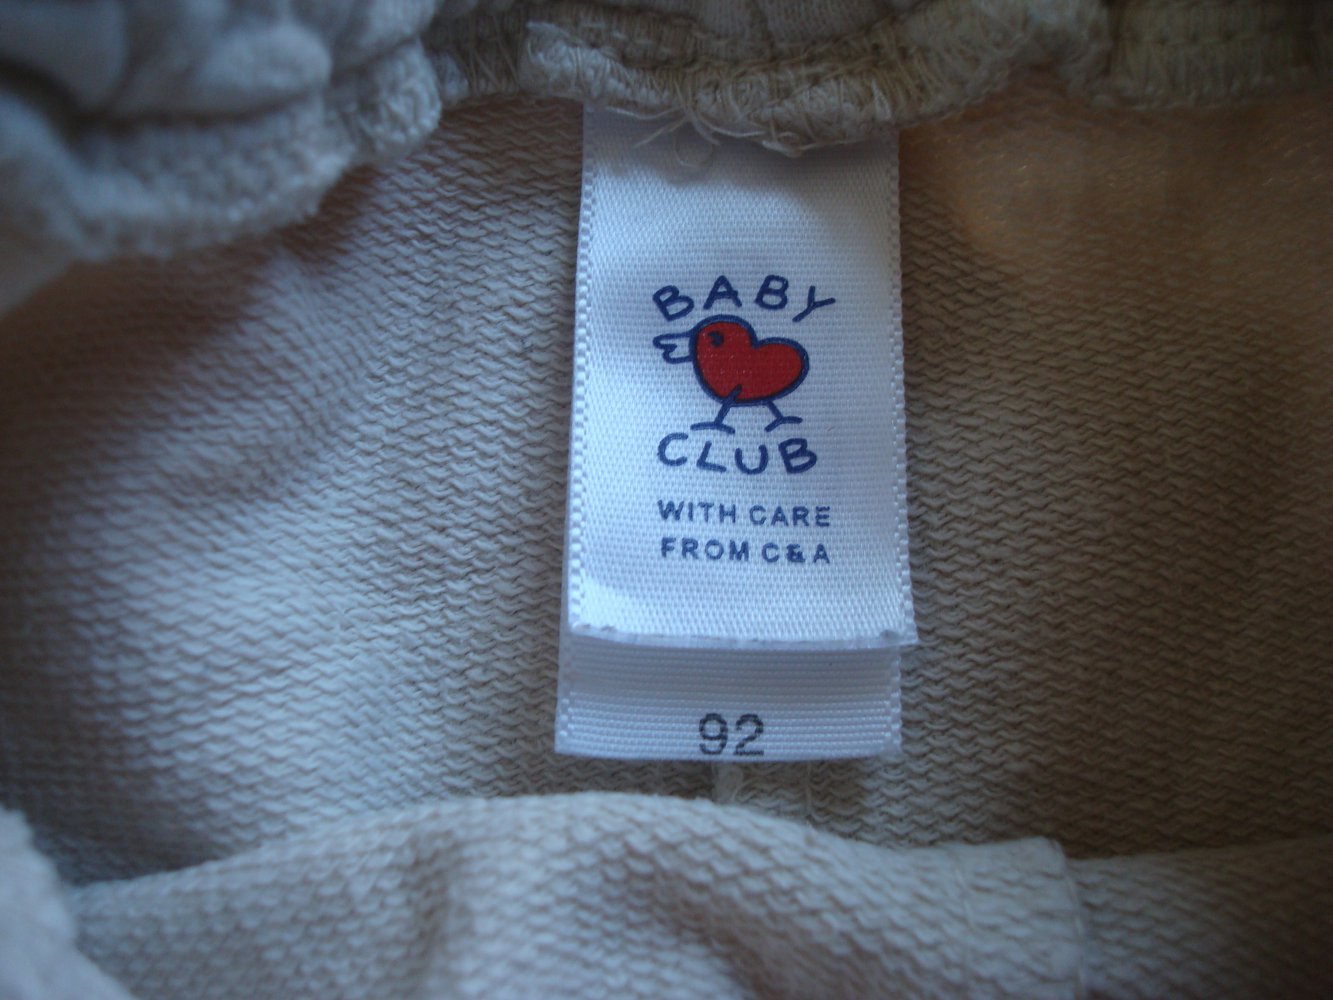 BABY
CLUB
WITH CARE
FROM C&A
92